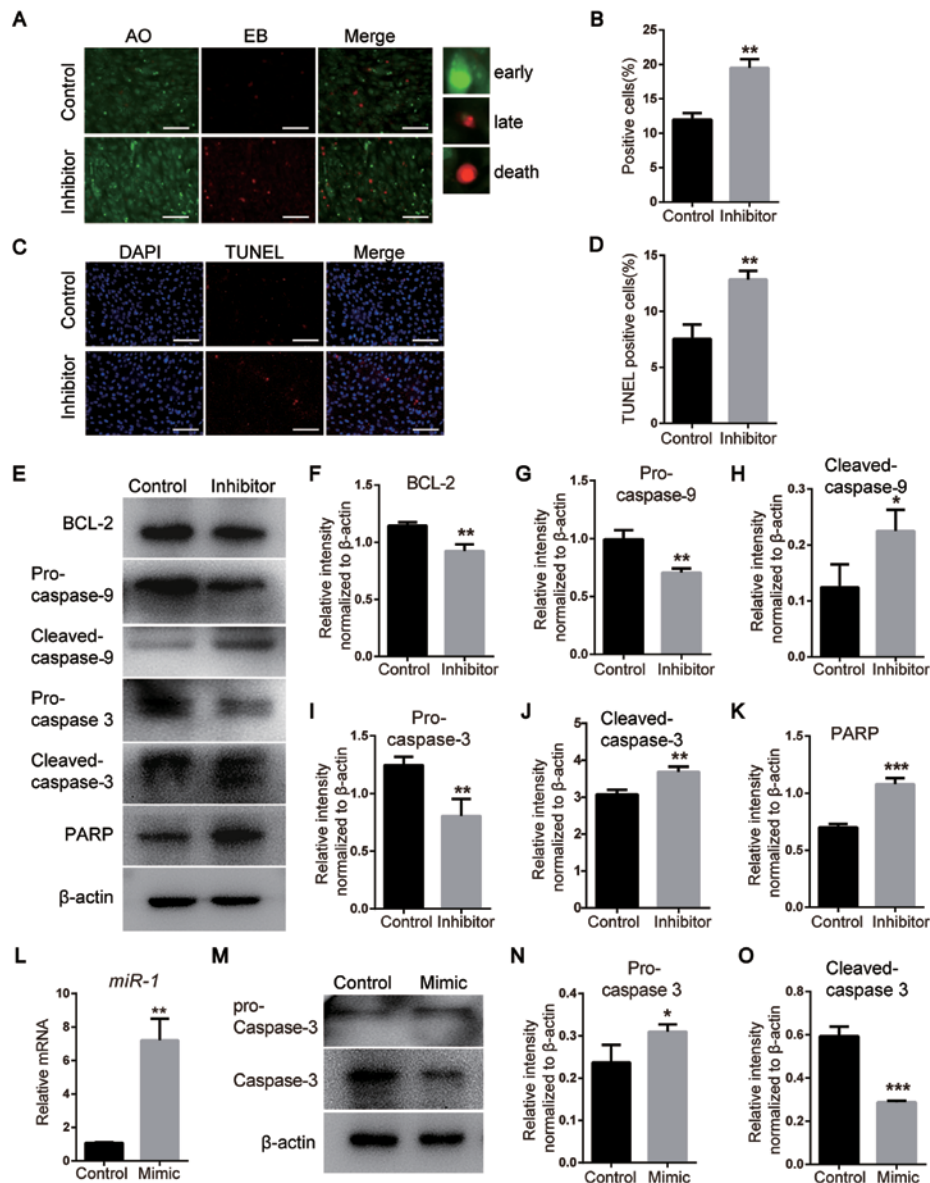 A
AO EB Merge
Control
Inhibitor
early
late
death
B
Positive cells(%)
25
20
15
10
5
0
**
Control Inhibitor
C
DAPI TUNEL Merge
Control
Inhibitor
D
TUNEL positive cells(%)
15
10
5
0
**
Control Inhibitor
E
Control Inhibitor
BCL-2
Pro-
caspase-9
Cleaved-
caspase-9
Pro-
caspase 3
Cleaved-
caspase-3
PARP
β-actin
F
BCL-2
Relative intensity
normalized to β-actin
1.5
1.0
0.5
0.0
**
Control Inhibitor
G
Pro-
caspase-9
Relative intensity
normalized to β-actin
1.5
1.0
0.5
0.0
**
Control Inhibitor
H
Cleaved-
caspase-9
Relative intensity
normalized to β-actin
0.3
0.2
0.1
0.0
*
Control Inhibitor
I
Pro-
caspase-3
Relative intensity
normalized to β-actin
1.5
1.0
0.5
0.0
**
Control Inhibitor
J
Cleaved-
caspase-3
Relative intensity
normalized to β-actin
5
4
3
2
1
0
**
Control Inhibitor
K
PARP
Relative intensity
normalized to β-actin
1.5
1.0
0.5
0.0
***
Control Inhibitor
L
miR-1
Relative mRNA
10
8
6
4
2
0
**
Control Mimic
M
Control Mimic
pro-
Caspase-3
Caspase-3
β-actin
N
Pro-
caspase 3
Relative intensity
normalized to β-actin
0.4
0.3
0.2
0.1
0.0
*
Control Mimic
O
Cleaved-
caspase 3
Relative intensity
normalized to β-actin
0.8
0.6
0.4
0.2
0.0
***
Control Mimic